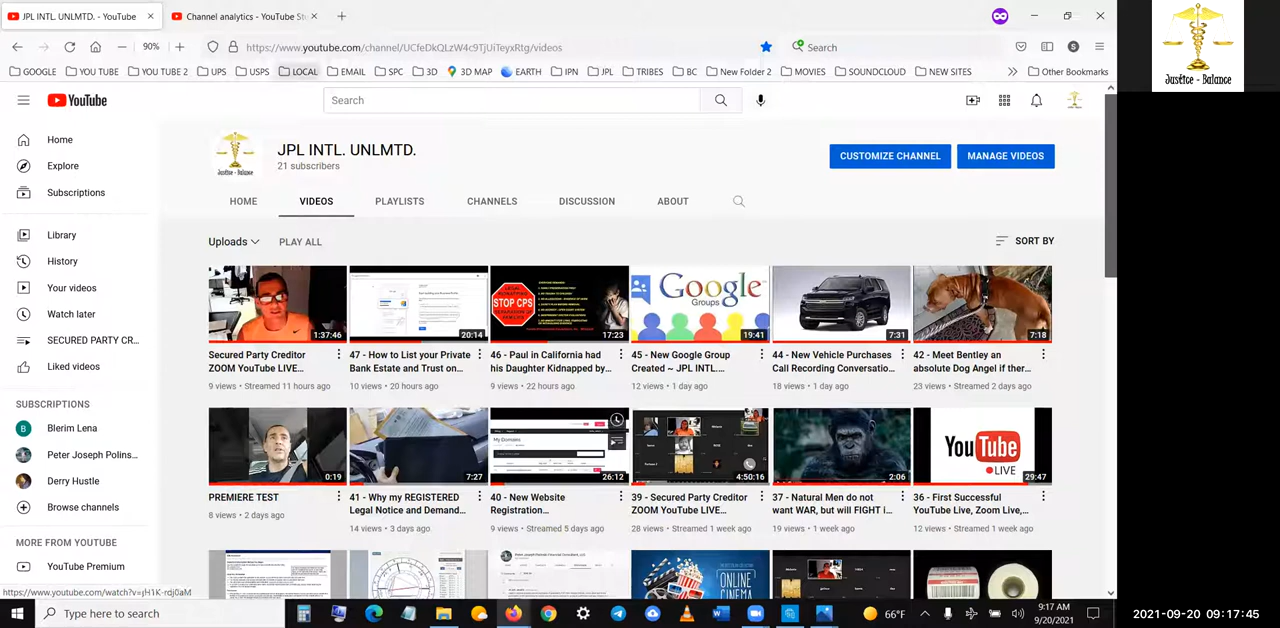 JPL INTL. UNLMTD. - YouTube
Channel analytics - YouTube St
90%
https://www.youtube.com/channel/UCfeDkQLzW4c9TjUiTeyxRtg/videos
Search
GOOGLE YOU TUBE YOU TUBE 2 UPS USPS LOCAL EMAIL SPC 3D 3D MAP EARTH IPN JPL TRIBES BC New Folder 2 MOVIES SOUNDCLOUD NEW SITES Other Bookmarks
Justice - Balance
YouTube
Search
Home
Explore
Subscriptions
Library
History
Your videos
Watch later
SECURED PARTY CR...
Liked videos
SUBSCRIPTIONS
B Blerim Lena
Peter Joseph Polins...
Derry Hustle
Browse channels
MORE FROM YOUTUBE
YouTube Premium
Justice - Balance
JPL INTL. UNLMTD.
21 subscribers
CUSTOMIZE CHANNEL
MANAGE VIDEOS
HOME VIDEOS PLAYLISTS CHANNELS DISCUSSION ABOUT
Uploads PLAY ALL
SORT BY
1:37:46
Secured Party Creditor
ZOOM YouTube LIVE...
9 views • Streamed 11 hours ago
20:14
47 - How to List your Private
Bank Estate and Trust on...
10 views • 20 hours ago
STOP CPS
17:23
46 - Paul in California had
his Daughter Kidnapped by...
9 views • 22 hours ago
Google
Groups
19:41
45 - New Google Group
Created ~ JPL INTL....
12 views • 1 day ago
7:31
44 - New Vehicle Purchases
Call Recording Conversatio...
18 views • 1 day ago
7:18
42 - Meet Bentley an
absolute Dog Angel if ther...
23 views • Streamed 2 days ago
0:19
PREMIERE TEST
8 views • 2 days ago
7:27
41 - Why my REGISTERED
Legal Notice and Demand...
14 views • 3 days ago
My Domains
26:12
40 - New Website
Registration...
9 views • Streamed 5 days ago
4:50:16
39 - Secured Party Creditor
ZOOM YouTube LIVE...
28 views • Streamed 1 week ago
2:06
37 - Natural Men do not
want WAR, but will FIGHT i...
19 views • 1 week ago
YouTube
LIVE
29:47
36 - First Successful
YouTube Live, Zoom Live,...
12 views • Streamed 1 week ago
ONLINE
CINEMA
https://www.youtube.com/watch?v=rjH1K-rdj0aM
Type here to search
66°F
9:17 AM
9/20/2021
2021-09-20 09:17:45